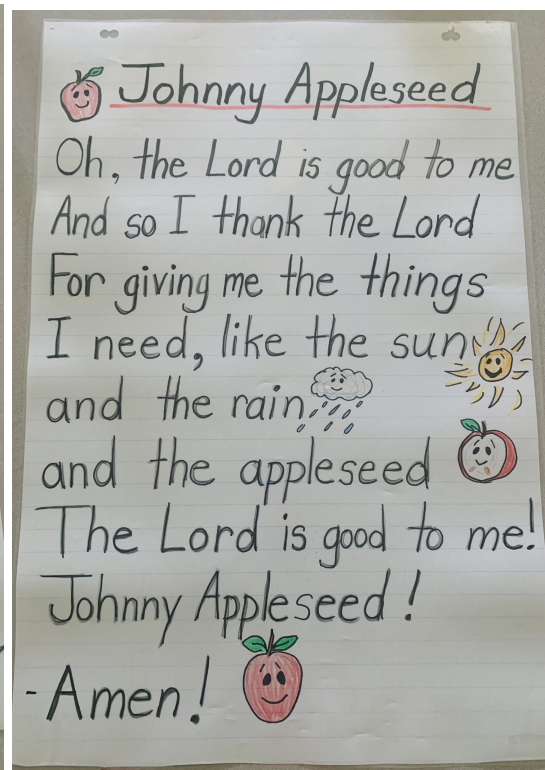 Johnny Appleseed
Oh, the Lord is good to me
And so I thank the Lord
For giving me the things
I need, like the sun
and the rain
and the appleseed
The Lord is good to me!
Johnny Appleseed!
- Amen!